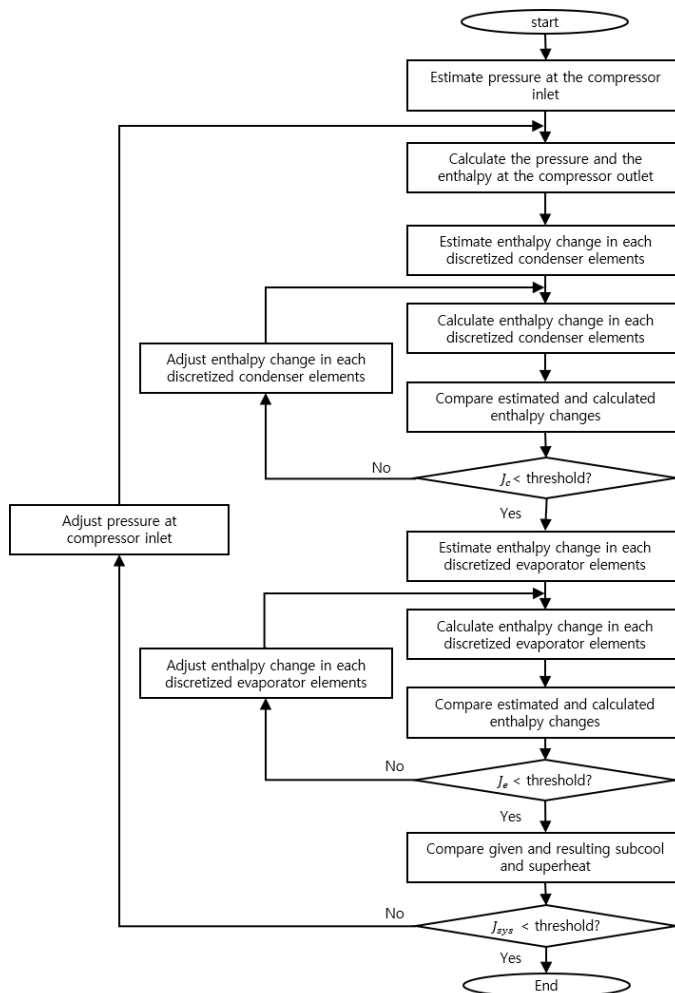 start
Estimate pressure at the compressor
inlet
Calculate the pressure and the
enthalpy at the compressor outlet
Estimate enthalpy change in each
discretized condenser elements
Calculate enthalpy change in each
discretized condenser elements
Adjust enthalpy change in each
discretized condenser elements
Compare estimated and calculated
enthalpy changes
No
J_c < threshold?
Yes
Adjust pressure at
compressor inlet
Estimate enthalpy change in each
discretized evaporator elements
Calculate enthalpy change in each
discretized evaporator elements
Adjust enthalpy change in each
discretized evaporator elements
Compare estimated and calculated
enthalpy changes
No
J_e < threshold?
Yes
Compare given and resulting subcool
and superheat
No
J_sys < threshold?
Yes
End